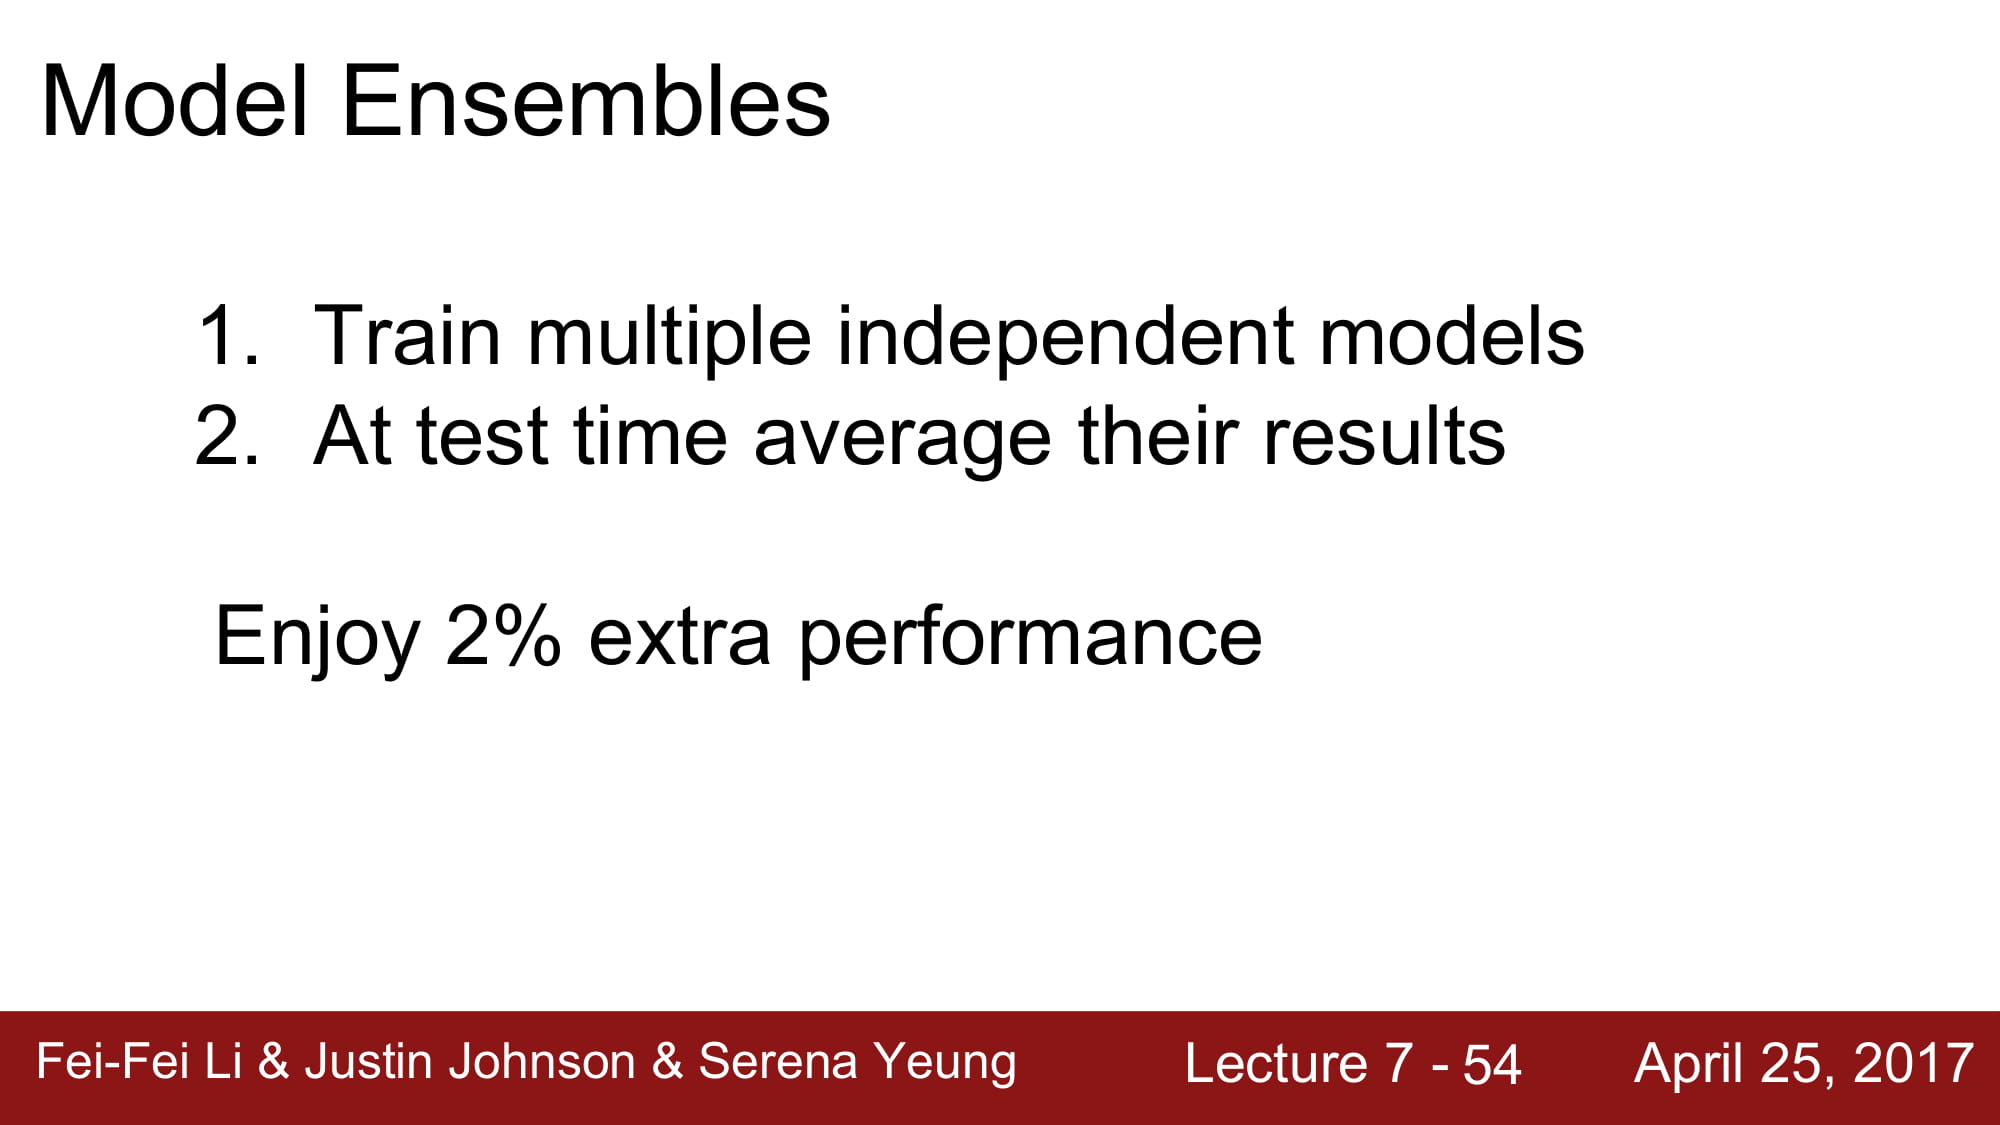 Model Ensembles
1. Train multiple independent models
2. At test time average their results
Enjoy 2% extra performance
Fei-Fei Li & Justin Johnson & Serena Yeung Lecture 7 - 54 April 25, 2017